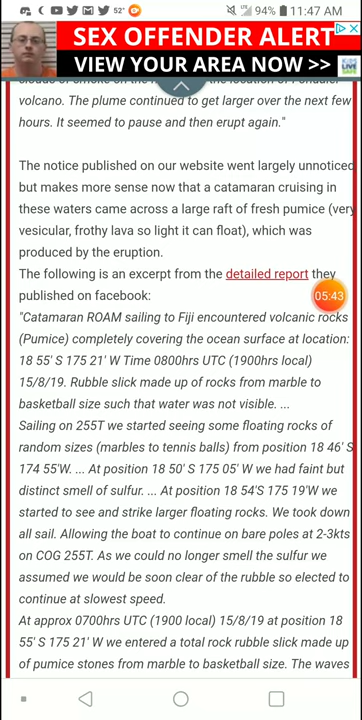 52° 94% 11:47 AM
SEX OFFENDER ALERT
VIEW YOUR AREA NOW >>
KIDS LIVE SAFE
volcano. The plume continued to get larger over the next few
hours. It seemed to pause and then erupt again."
The notice published on our website went largely unnoticed
but makes more sense now that a catamaran cruising in
these waters came across a large raft of fresh pumice (very
vesicular, frothy lava so light it can float), which was
produced by the eruption.
The following is an excerpt from the detailed report they
published on facebook:
05:43
"Catamaran ROAM sailing to Fiji encountered volcanic rocks
(Pumice) completely covering the ocean surface at location:
18 55' S 175 21' W Time 0800hrs UTC (1900hrs local)
15/8/19. Rubble slick made up of rocks from marble to
basketball size such that water was not visible. ...
Sailing on 255T we started seeing some floating rocks of
random sizes (marbles to tennis balls) from position 18 46' S
174 55'W. ... At position 18 50' S 175 05' W we had faint but
distinct smell of sulfur. ... At position 18 54'S 175 19'W we
started to see and strike larger floating rocks. We took down
all sail. Allowing the boat to continue on bare poles at 2-3kts
on COG 255T. As we could no longer smell the sulfur we
assumed we would be soon clear of the rubble so elected to
continue at slowest speed.
At approx 0700hrs UTC (1900 local) 15/8/19 at position 18
55' S 175 21' W we entered a total rock rubble slick made up
of pumice stones from marble to basketball size. The waves